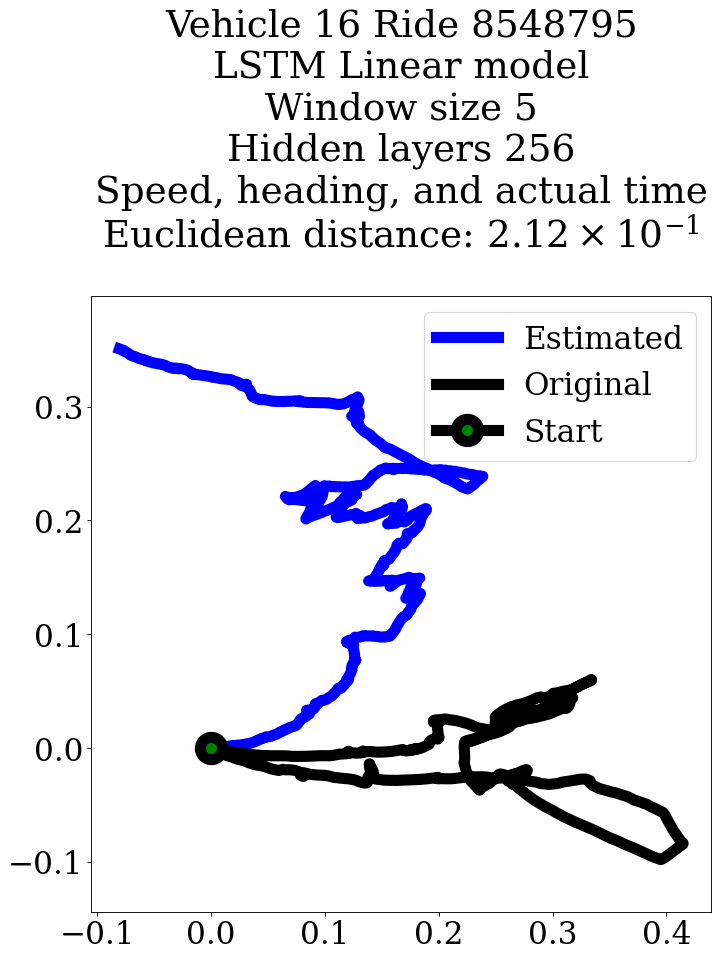 Vehicle 16 Ride 8548795
LSTM Linear model
Window size 5
Hidden layers 256
Speed, heading, and actual time
Euclidean distance: 2.12 × 10⁻¹
Estimated
Original
Start
0.3
0.2
0.1
0.0
−0.1
−0.1 0.0 0.1 0.2 0.3 0.4